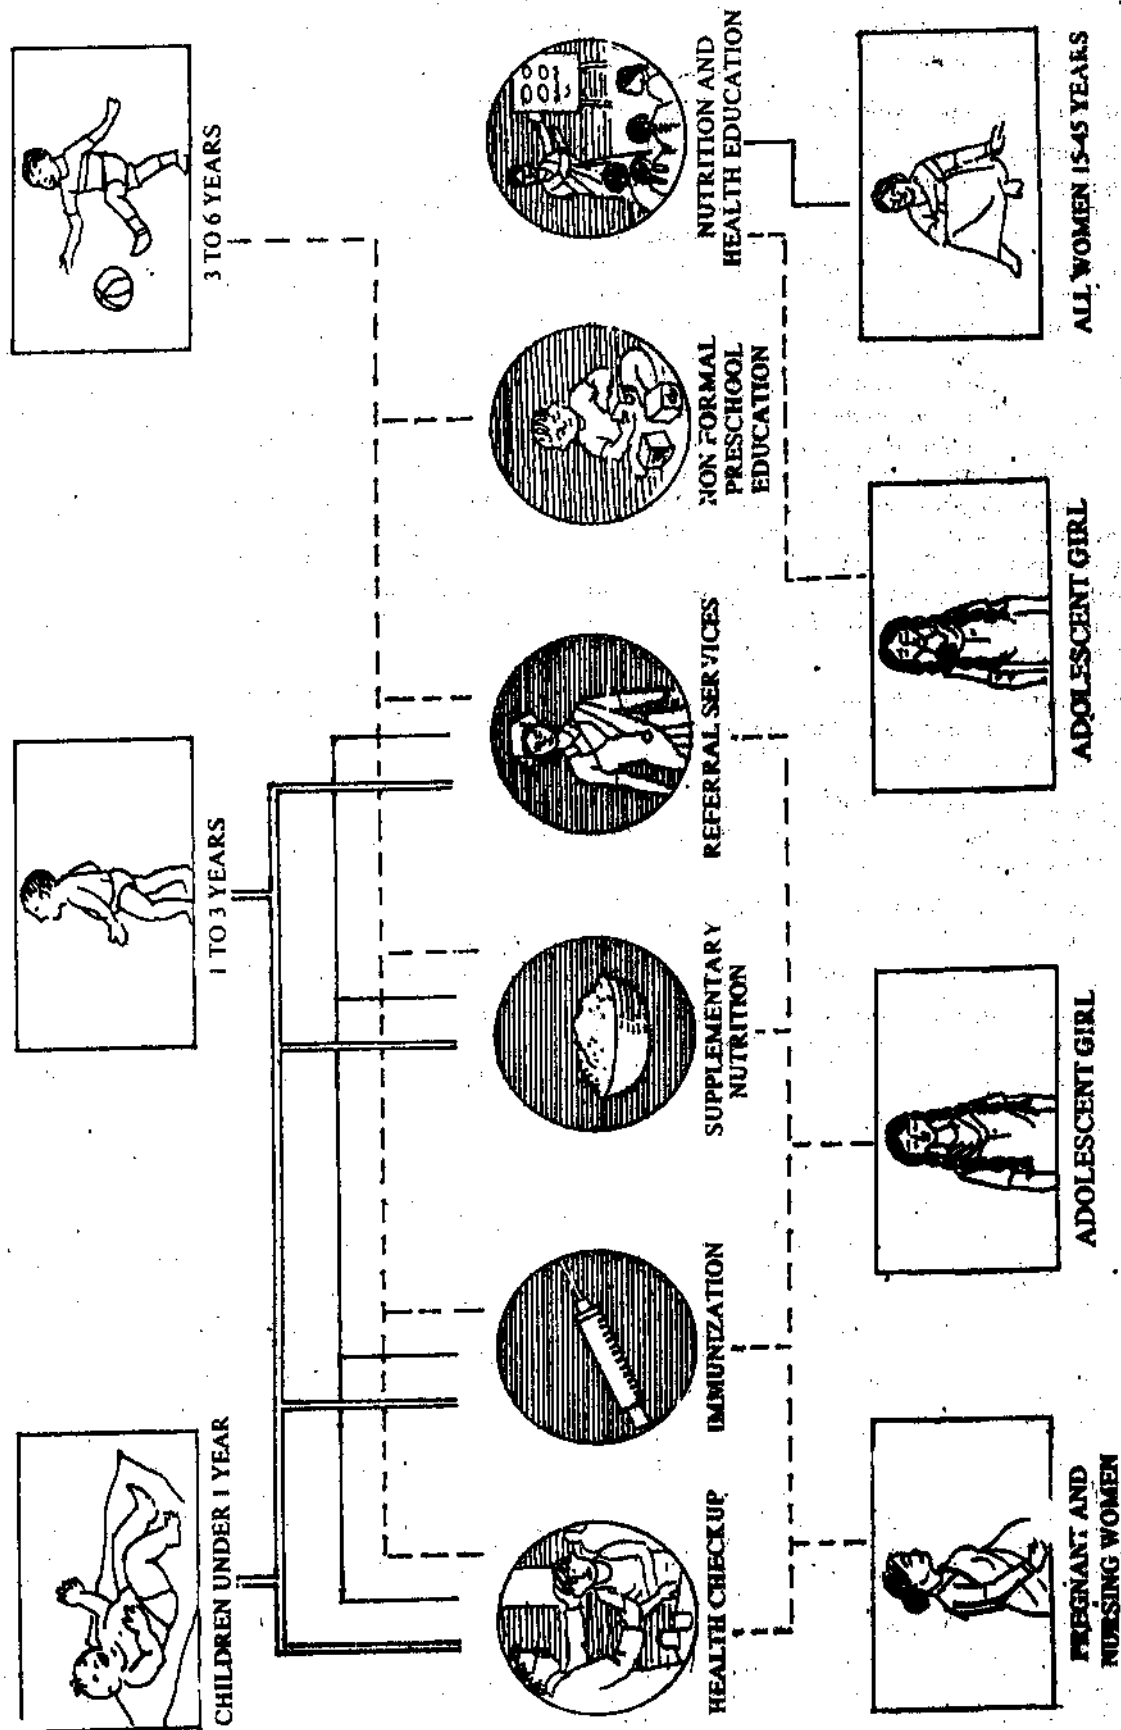 CHILDREN UNDER 1 YEAR
1 TO 3 YEARS
3 TO 6 YEARS
HEALTH CHECKUP
IMMUNIZATION
SUPPLEMENTARY
NUTRITION
REFERRAL SERVICES
NON FORMAL
PRESCHOOL
EDUCATION
NUTRITION AND
HEALTH EDUCATION
PREGNANT AND
NURSING WOMEN
ADOLESCENT GIRL
ADOLESCENT GIRL
ALL WOMEN 15-45 YEARS